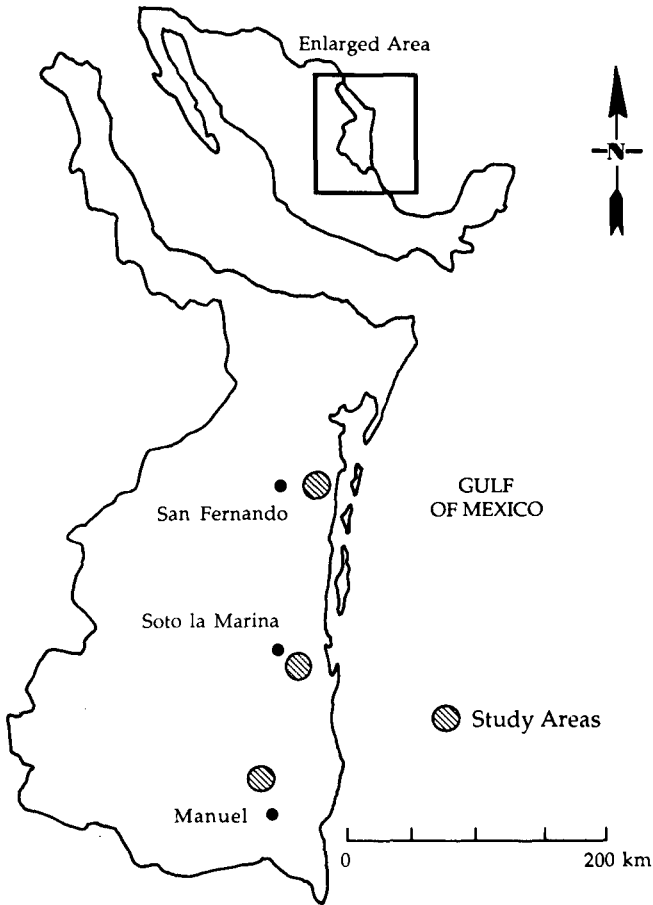 Enlarged Area
N
GULF
OF MEXICO
San Fernando
Soto la Marina
Study Areas
Manuel
0
200 km